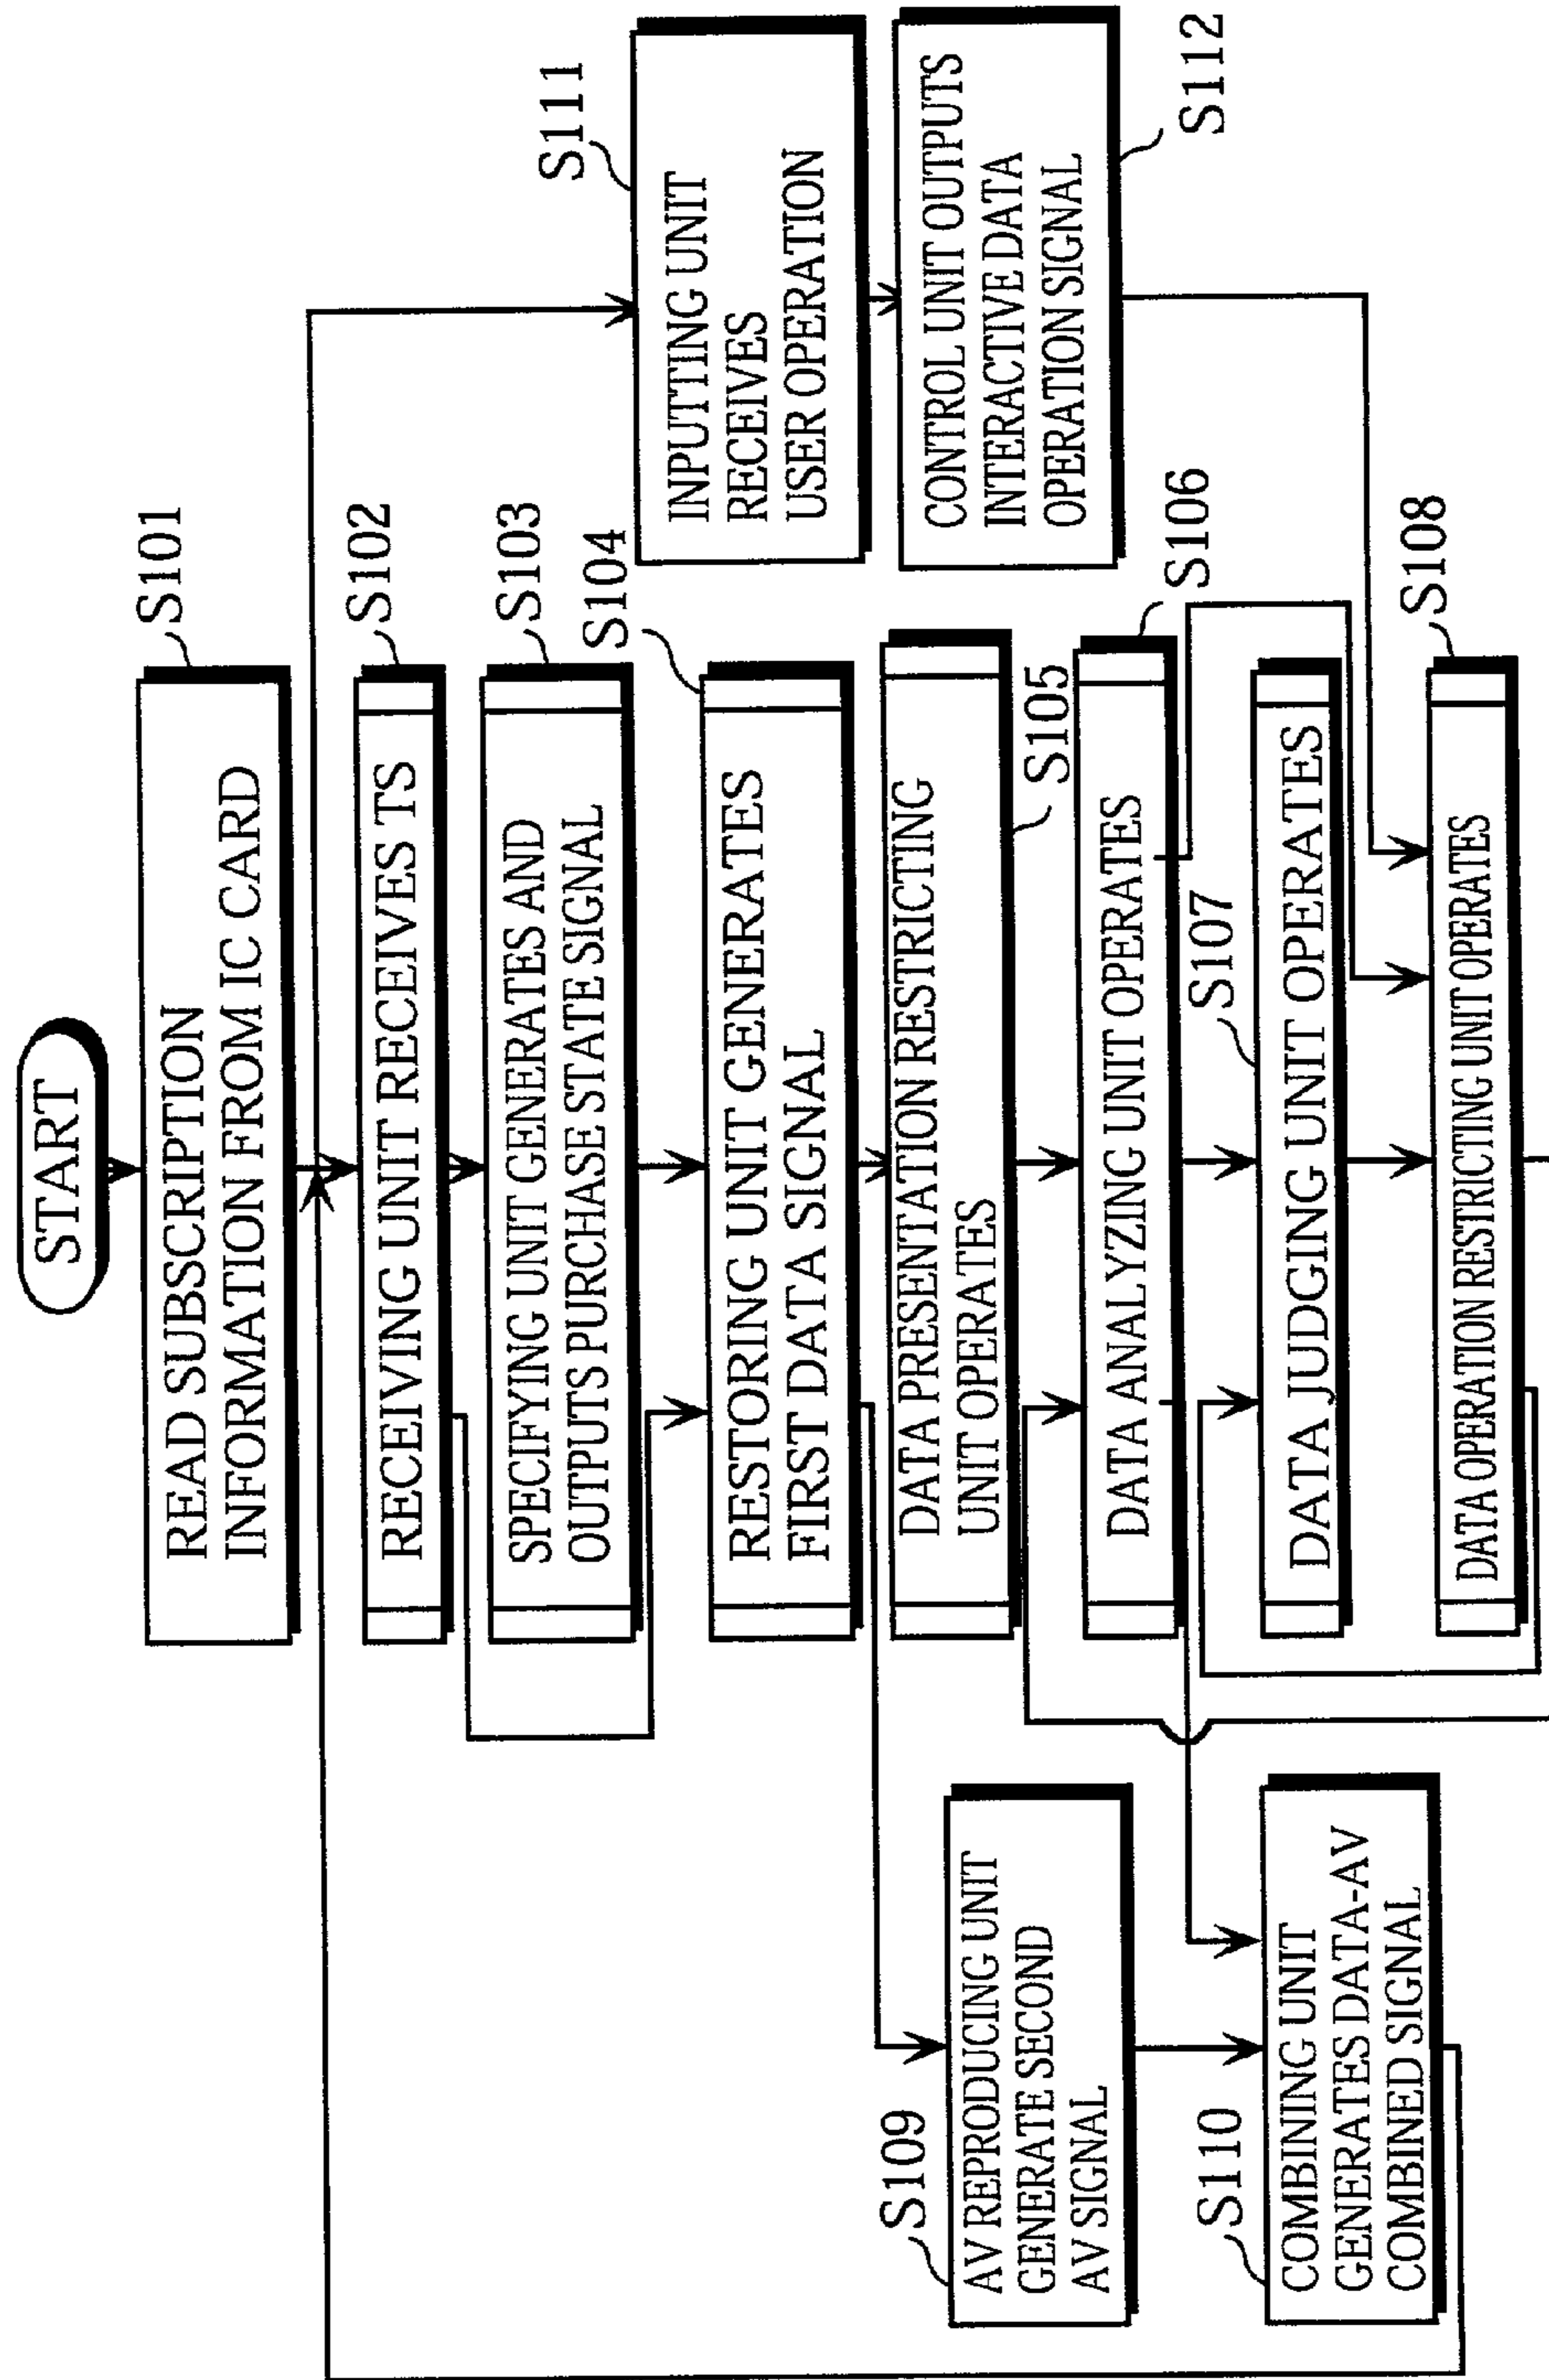 START
S101
READ SUBSCRIPTION
INFORMATION FROM IC CARD
S102
RECEIVING UNIT RECEIVES TS
S103
SPECIFYING UNIT GENERATES AND
OUTPUTS PURCHASE STATE SIGNAL
S104
RESTORING UNIT GENERATES
FIRST DATA SIGNAL
DATA PRESENTATION RESTRICTING
UNIT OPERATES
S105
S106
DATA ANALYZING UNIT OPERATES
S107
DATA JUDGING UNIT OPERATES
S108
DATA OPERATION RESTRICTING UNIT OPERATES
S109
AV REPRODUCING UNIT
GENERATE SECOND
AV SIGNAL
S110
COMBINING UNIT
GENERATES DATA-AV
COMBINED SIGNAL
S111
INPUTTING UNIT
RECEIVES
USER OPERATION
CONTROL UNIT OUTPUTS
INTERACTIVE DATA
OPERATION SIGNAL
S112